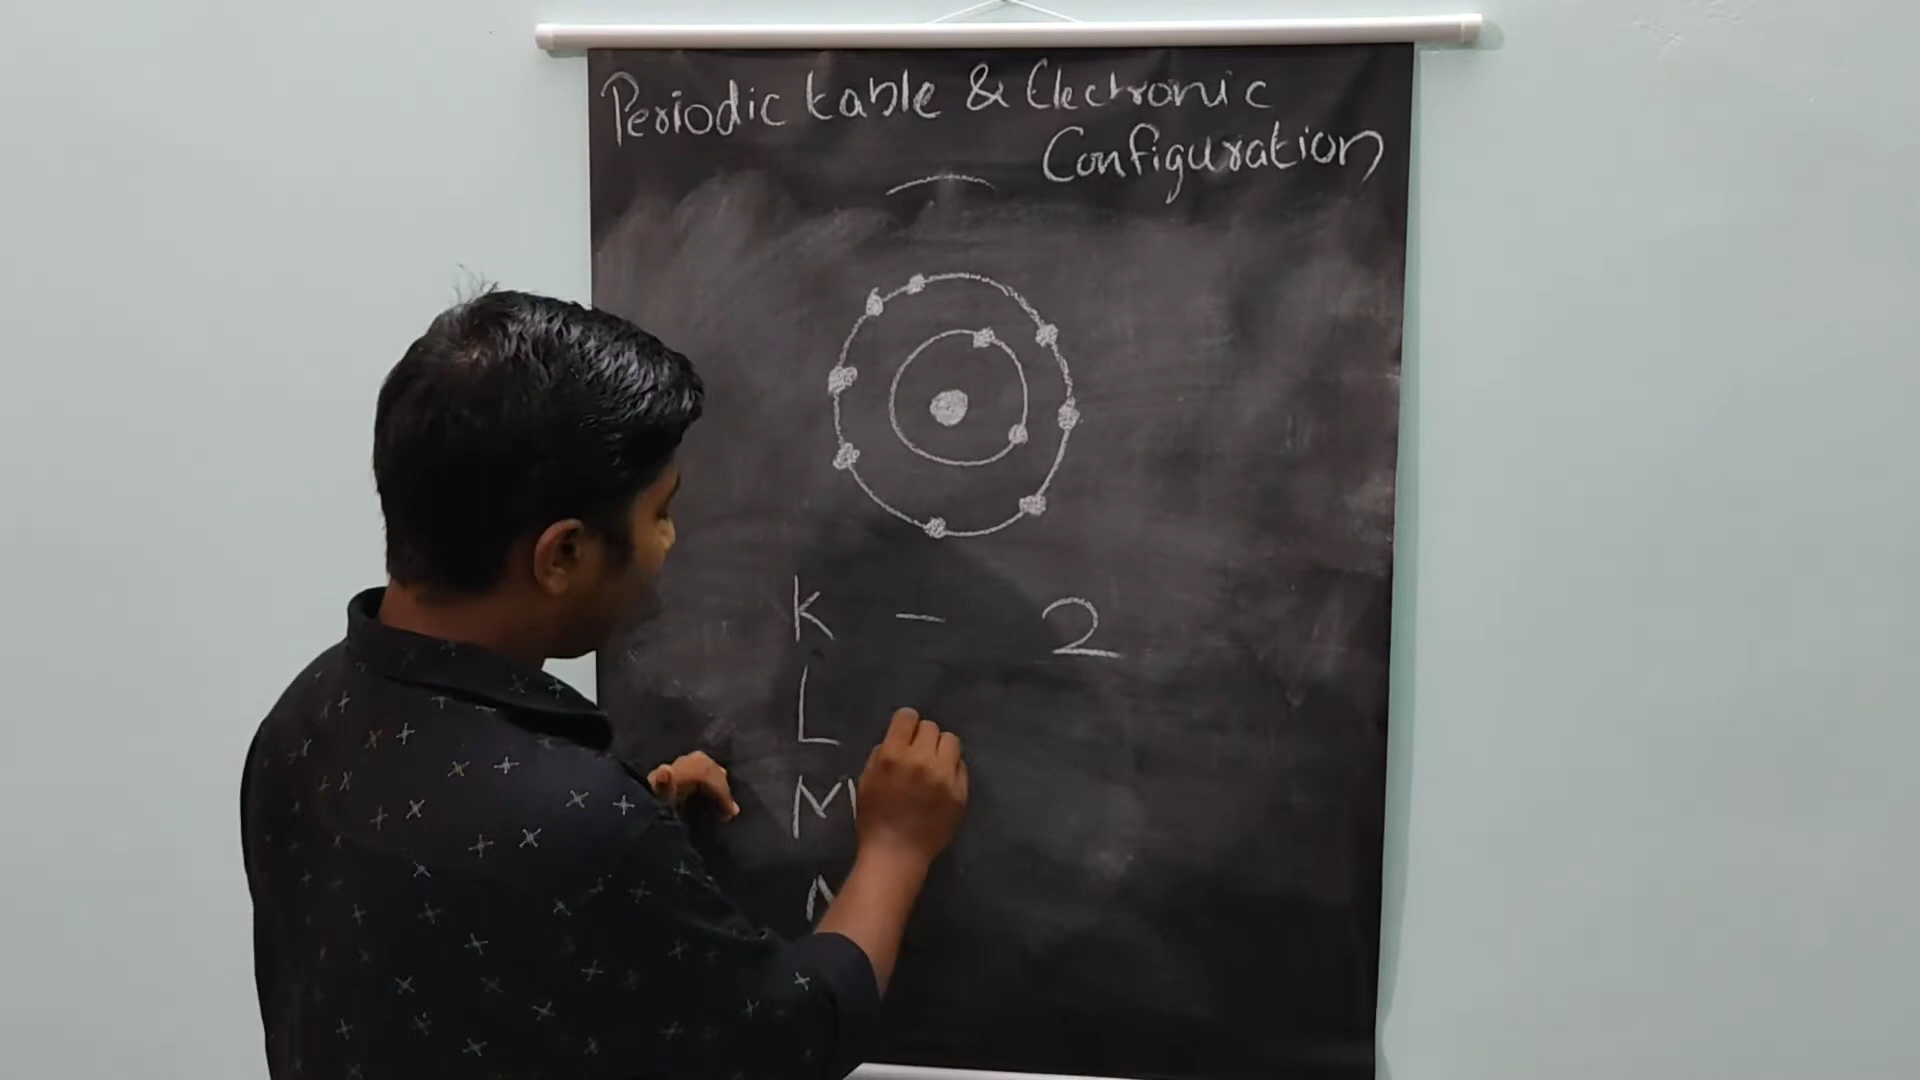 Periodic table & Electronic
Configuration
K - 2
L
M
N